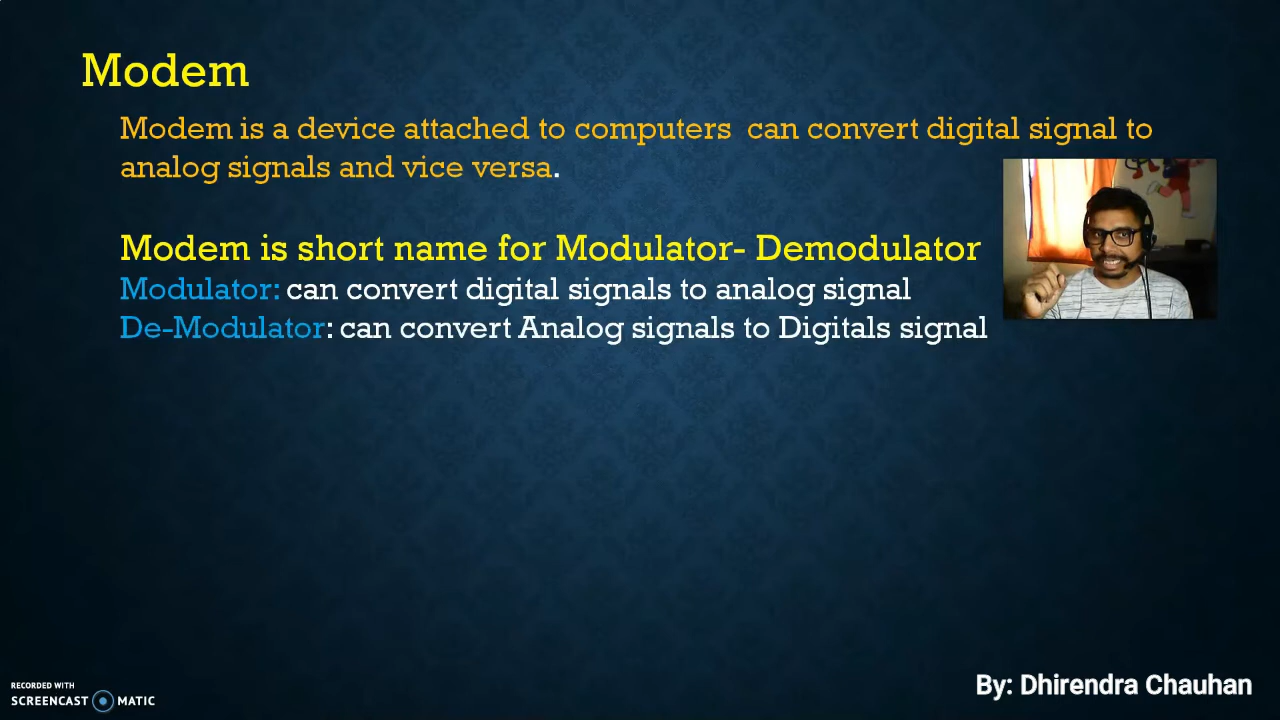 Modem
Modem is a device attached to computers can convert digital signal to
analog signals and vice versa.
Modem is short name for Modulator- Demodulator
Modulator: can convert digital signals to analog signal
De-Modulator: can convert Analog signals to Digitals signal
RECORDED WITH
SCREENCAST MATIC
By: Dhirendra Chauhan